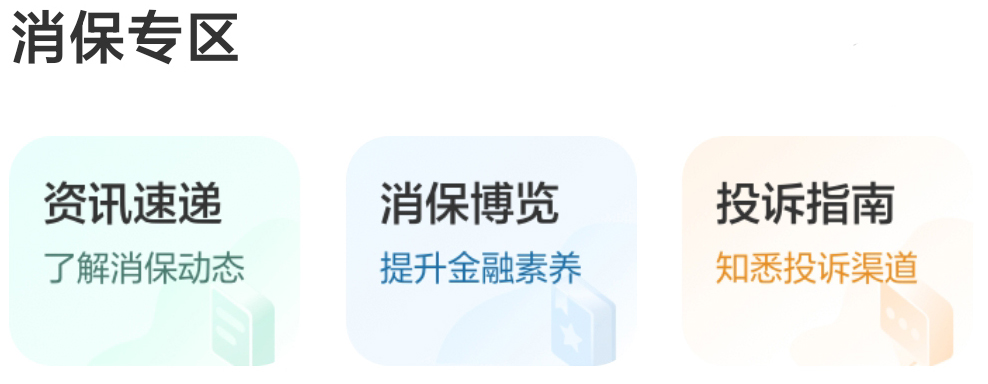 消保专区
资讯速递
了解消保动态
消保博览
提升金融素养
投诉指南
知悉投诉渠道